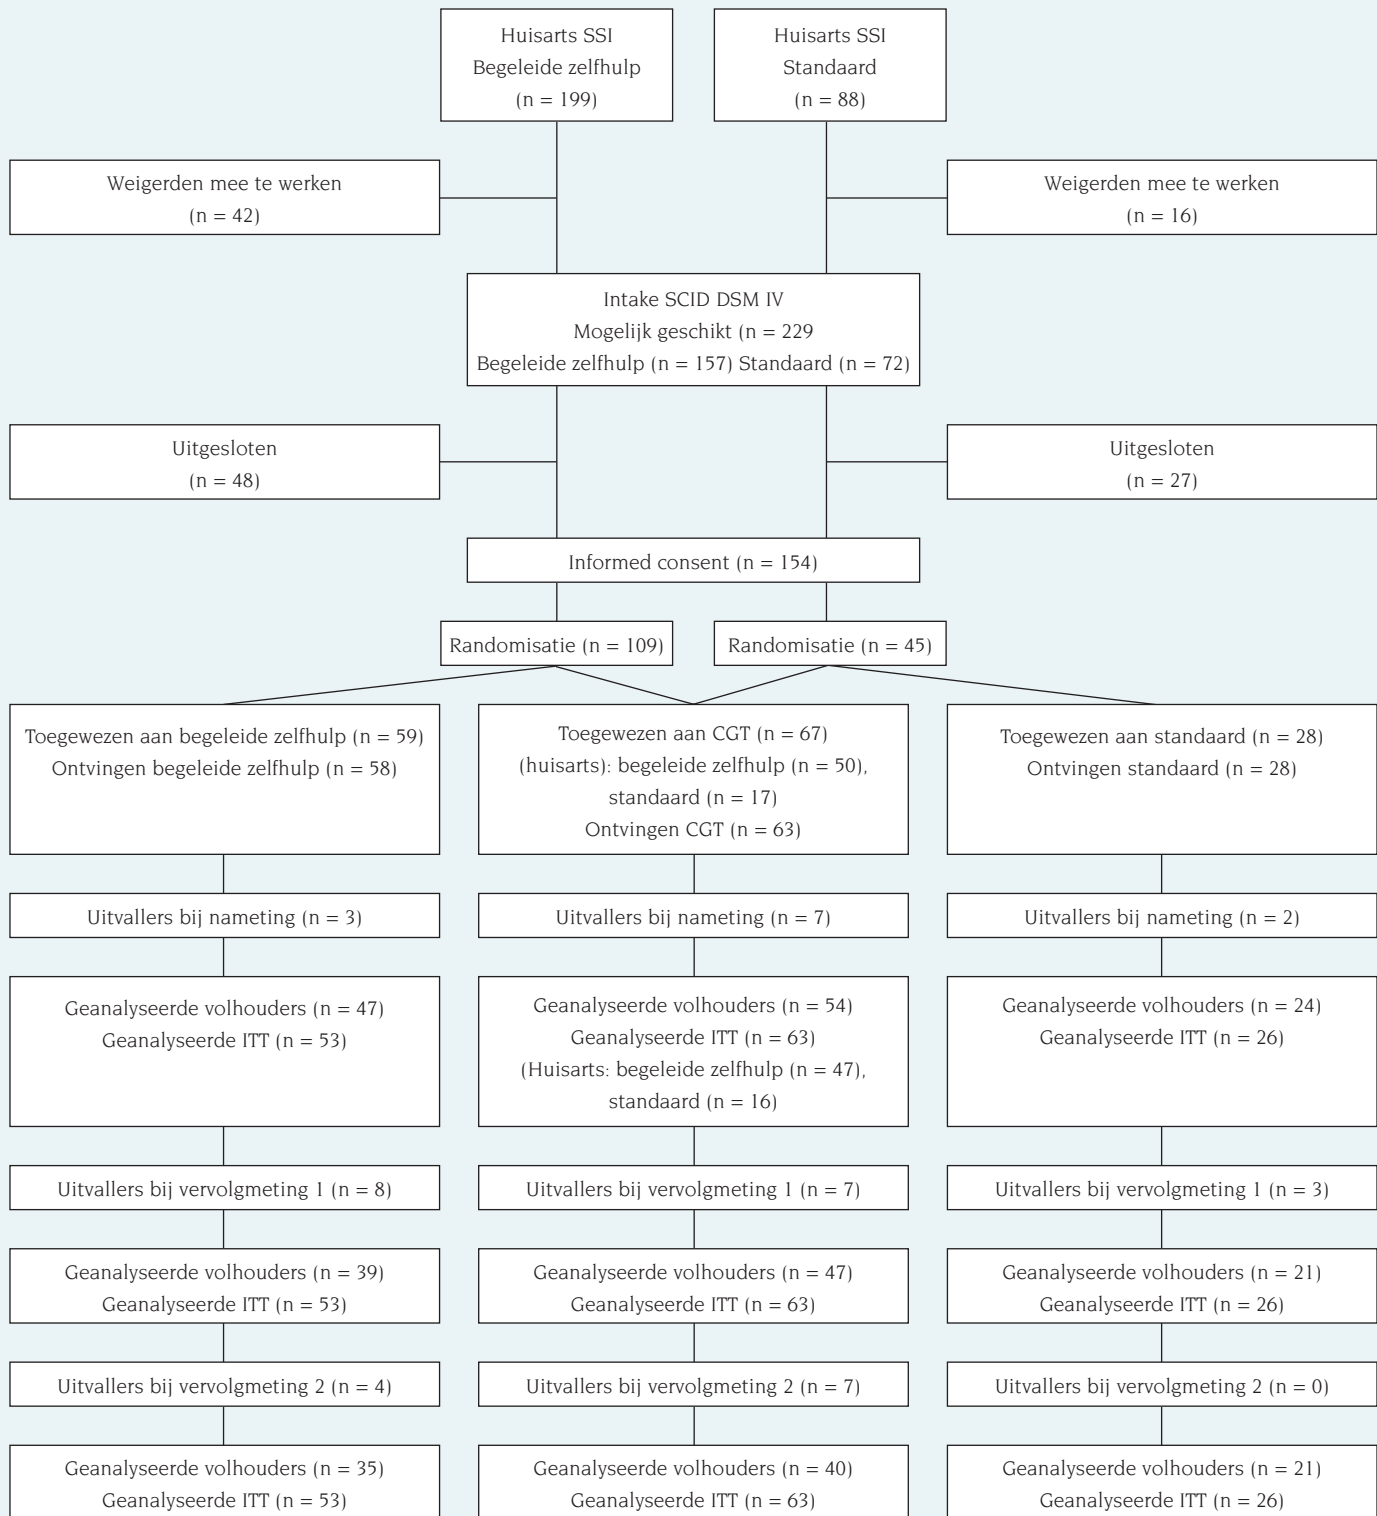 Huisarts SSI
Begeleide zelfhulp
(n = 199)
Huisarts SSI
Standaard
(n = 88)
Weigerden mee te werken
(n = 42)
Weigerden mee te werken
(n = 16)
Intake SCID DSM IV
Mogelijk geschikt (n = 229
Begeleide zelfhulp (n = 157) Standaard (n = 72)
Uitgesloten
(n = 48)
Uitgesloten
(n = 27)
Informed consent (n = 154)
Randomisatie (n = 109)
Randomisatie (n = 45)
Toegewezen aan begeleide zelfhulp (n = 59)
Ontvingen begeleide zelfhulp (n = 58)
Toegewezen aan CGT (n = 67)
(huisarts): begeleide zelfhulp (n = 50),
standaard (n = 17)
Ontvingen CGT (n = 63)
Toegewezen aan standaard (n = 28)
Ontvingen standaard (n = 28)
Uitvallers bij nameting (n = 3)
Uitvallers bij nameting (n = 7)
Uitvallers bij nameting (n = 2)
Geanalyseerde volhouders (n = 47)
Geanalyseerde ITT (n = 53)
Geanalyseerde volhouders (n = 54)
Geanalyseerde ITT (n = 63)
(Huisarts: begeleide zelfhulp (n = 47),
standaard (n = 16)
Geanalyseerde volhouders (n = 24)
Geanalyseerde ITT (n = 26)
Uitvallers bij vervolgmeting 1 (n = 8)
Uitvallers bij vervolgmeting 1 (n = 7)
Uitvallers bij vervolgmeting 1 (n = 3)
Geanalyseerde volhouders (n = 39)
Geanalyseerde ITT (n = 53)
Geanalyseerde volhouders (n = 47)
Geanalyseerde ITT (n = 63)
Geanalyseerde volhouders (n = 21)
Geanalyseerde ITT (n = 26)
Uitvallers bij vervolgmeting 2 (n = 4)
Uitvallers bij vervolgmeting 2 (n = 7)
Uitvallers bij vervolgmeting 2 (n = 0)
Geanalyseerde volhouders (n = 35)
Geanalyseerde ITT (n = 53)
Geanalyseerde volhouders (n = 40)
Geanalyseerde ITT (n = 63)
Geanalyseerde volhouders (n = 21)
Geanalyseerde ITT (n = 26)